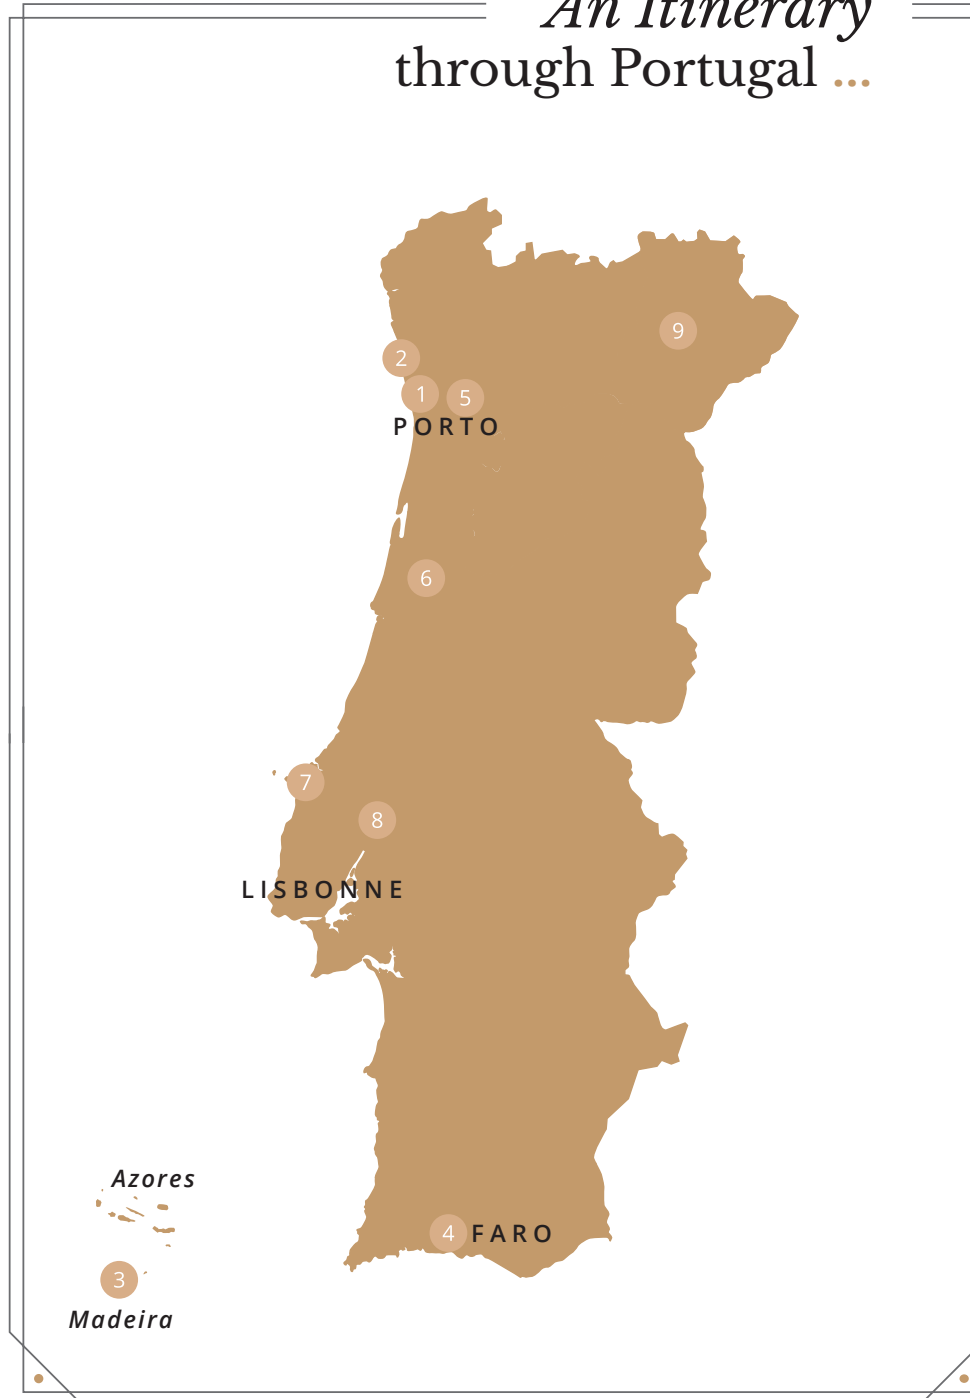 An Itinerary
through Portugal ...
9
2
1
5
PORTO
6
7
8
LISBONNE
Azores
4 FARO
3
Madeira